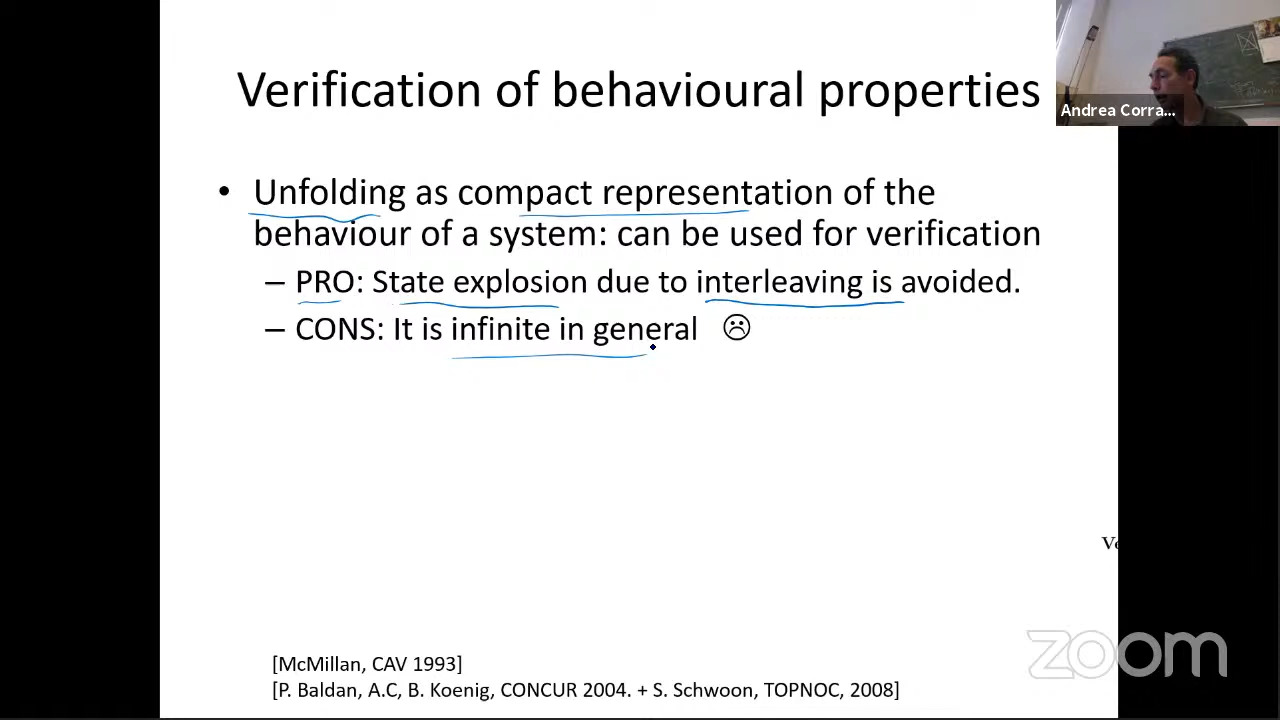 Verification of behavioural properties
Andrea Corra...
• Unfolding as compact representation of the
behaviour of a system: can be used for verification
– PRO: State explosion due to interleaving is avoided.
– CONS: It is infinite in general ☹
Ve
[McMillan, CAV 1993]
[P. Baldan, A.C, B. Koenig, CONCUR 2004. + S. Schwoon, TOPNOC, 2008]
zoom